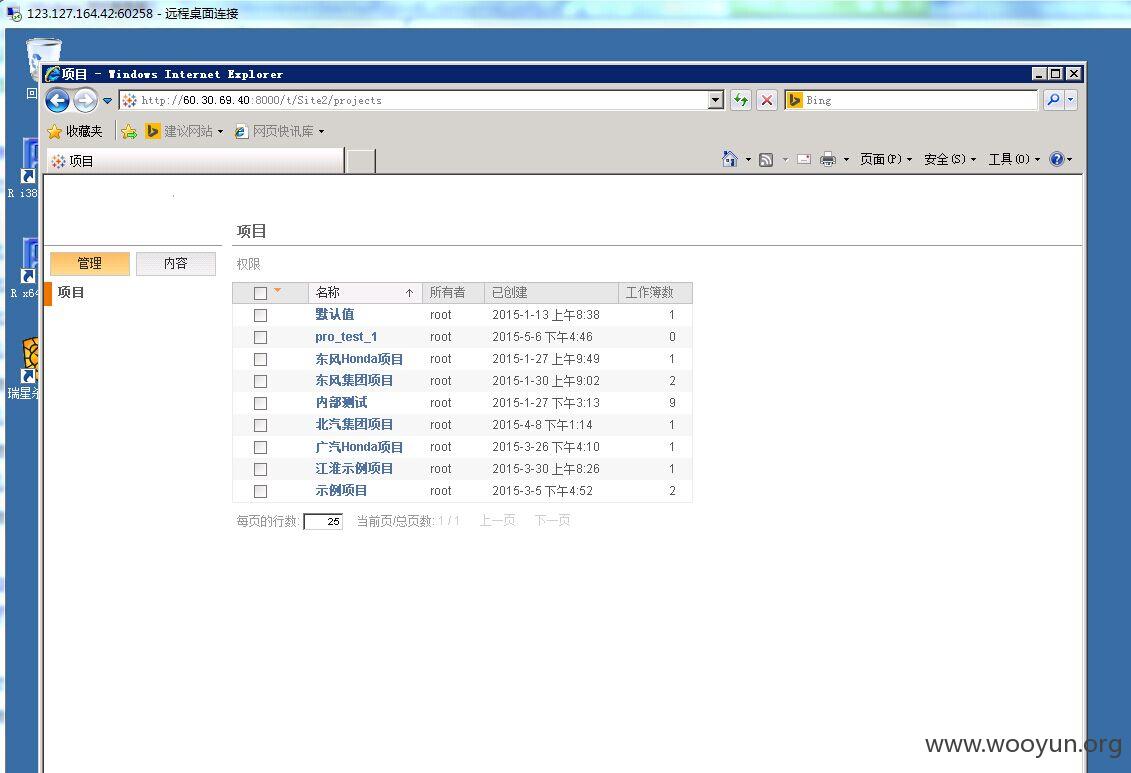 123.127.164.42:60258 - 远程桌面连接
项目 - Windows Internet Explorer
http://60.30.69.40:8000/t/Site2/projects
Bing
收藏夹 建议网站 网页快讯库
项目
页面(P) 安全(S) 工具(O)
回
R i38
R x64
瑞星杀
项目
管理 内容
权限
项目
名称 ↑ 所有者 已创建 工作簿数
默认值 root 2015-1-13 上午8:38 1
pro_test_1 root 2015-5-6 下午4:46 0
东风Honda项目 root 2015-1-27 上午9:49 1
东风集团项目 root 2015-1-30 上午9:02 2
内部测试 root 2015-1-27 下午3:13 9
北汽集团项目 root 2015-4-8 下午1:14 1
广汽Honda项目 root 2015-3-26 下午4:10 1
江淮示例项目 root 2015-3-30 上午8:26 1
示例项目 root 2015-3-5 下午4:52 2
每页的行数: 25 当前页/总页数: 1 / 1 上一页 下一页
www.wooyun.org